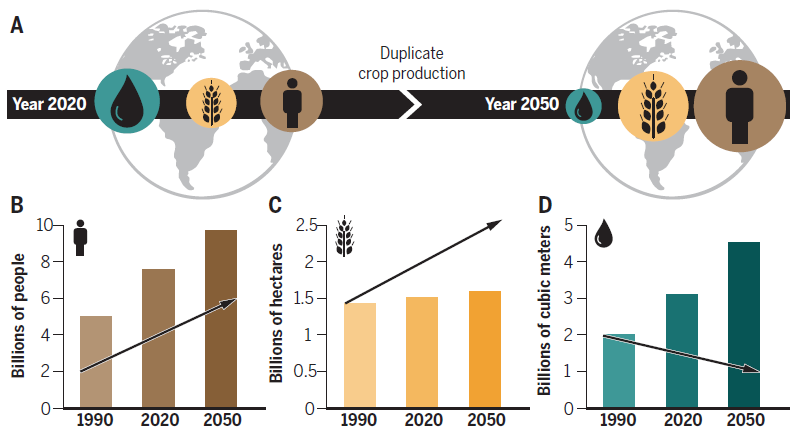 A
Duplicate
crop production
Year 2020
Year 2050
B
Billions of people
10
8
6
4
2
0
1990 2020 2050
C
Billions of hectares
2.5
2
1.5
1
0.5
0
1990 2020 2050
D
Billions of cubic meters
5
4
3
2
1
0
1990 2020 2050